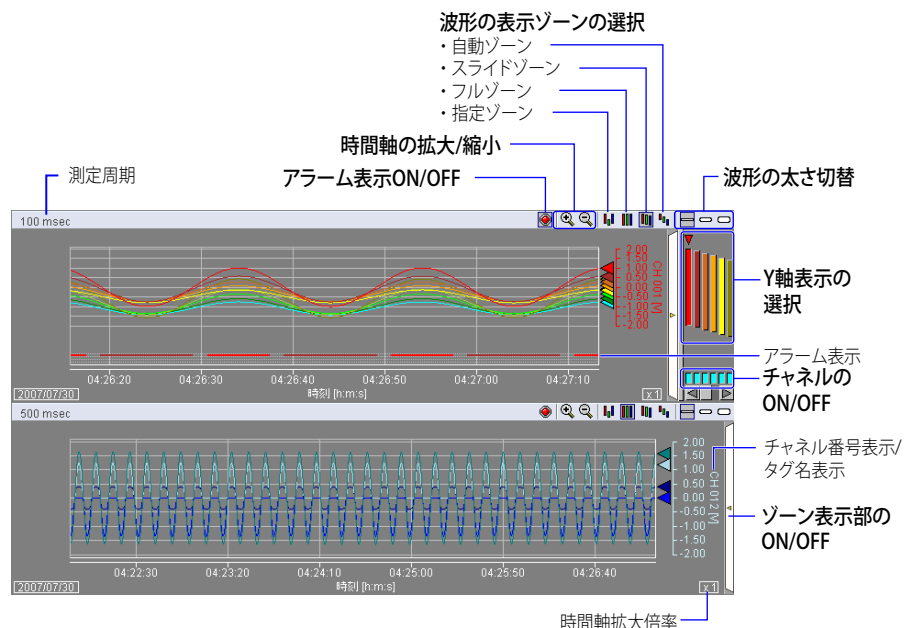 波形の表示ゾーンの選択
・自動ゾーン
・スライドゾーン
・フルゾーン
・指定ゾーン
時間軸の拡大/縮小
アラーム表示ON/OFF
測定周期
波形の太さ切替
100 msec
2.00
1.50
1.00
0.50
0.00
-0.50
-1.00
-1.50
-2.00
CH 001 [V]
Y軸表示の
選択
アラーム表示
チャネルの
ON/OFF
04:26:20 04:26:30 04:26:40 04:26:50 04:27:00 04:27:10
2007/07/30
時刻 [h:m:s]
x 1
500 msec
2.00
1.50
1.00
0.50
0.00
-0.50
-1.00
-1.50
-2.00
CH 012 [V]
チャネル番号表示/
タグ名表示
ゾーン表示部の
ON/OFF
04:22:30 04:23:20 04:24:10 04:25:00 04:25:50 04:26:40
2007/07/30
時刻 [h:m:s]
x 1
時間軸拡大倍率